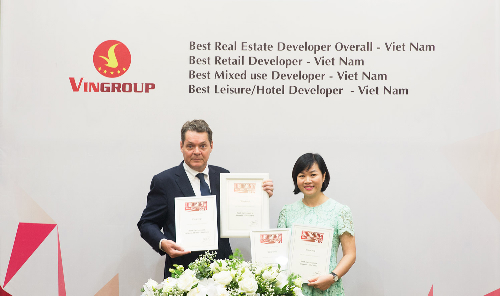 Best Real Estate Developer Overall - Viet Nam
Best Retail Developer - Viet Nam
Best Mixed use Developer - Viet Nam
Best Leisure/Hotel Developer - Viet Nam
VINGROUP